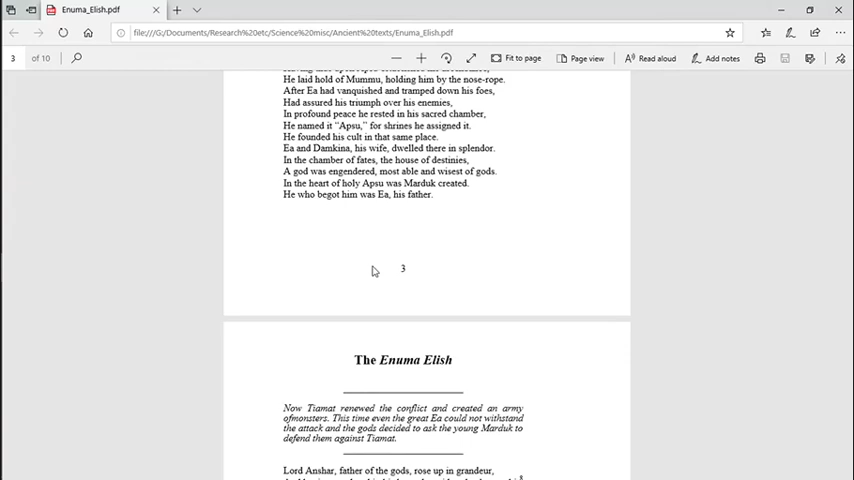 Enuma_Elish.pdf
file:///G:/Documents/Research%20etc/Science%20misc/Ancient%20texts/Enuma_Elish.pdf
3 of 10 Fit to page Page view Read aloud Add notes
He laid hold of Mummu, holding him by the nose-rope.
After Ea had vanquished and tramped down his foes,
Had assured his triumph over his enemies,
In profound peace he rested in his sacred chamber,
He named it “Apsu,” for shrines he assigned it.
He founded his cult in that same place.
Ea and Damkina, his wife, dwelled there in splendor.
In the chamber of fates, the house of destinies,
A god was engendered, most able and wisest of gods.
In the heart of holy Apsu was Marduk created.
He who begot him was Ea, his father.
3
The Enuma Elish
Now Tiamat renewed the conflict and created an army
ofmonsters. This time even the great Ea could not withstand
the attack and the gods decided to ask the young Marduk to
defend them against Tiamat.
Lord Anshar, father of the gods, rose up in grandeur,